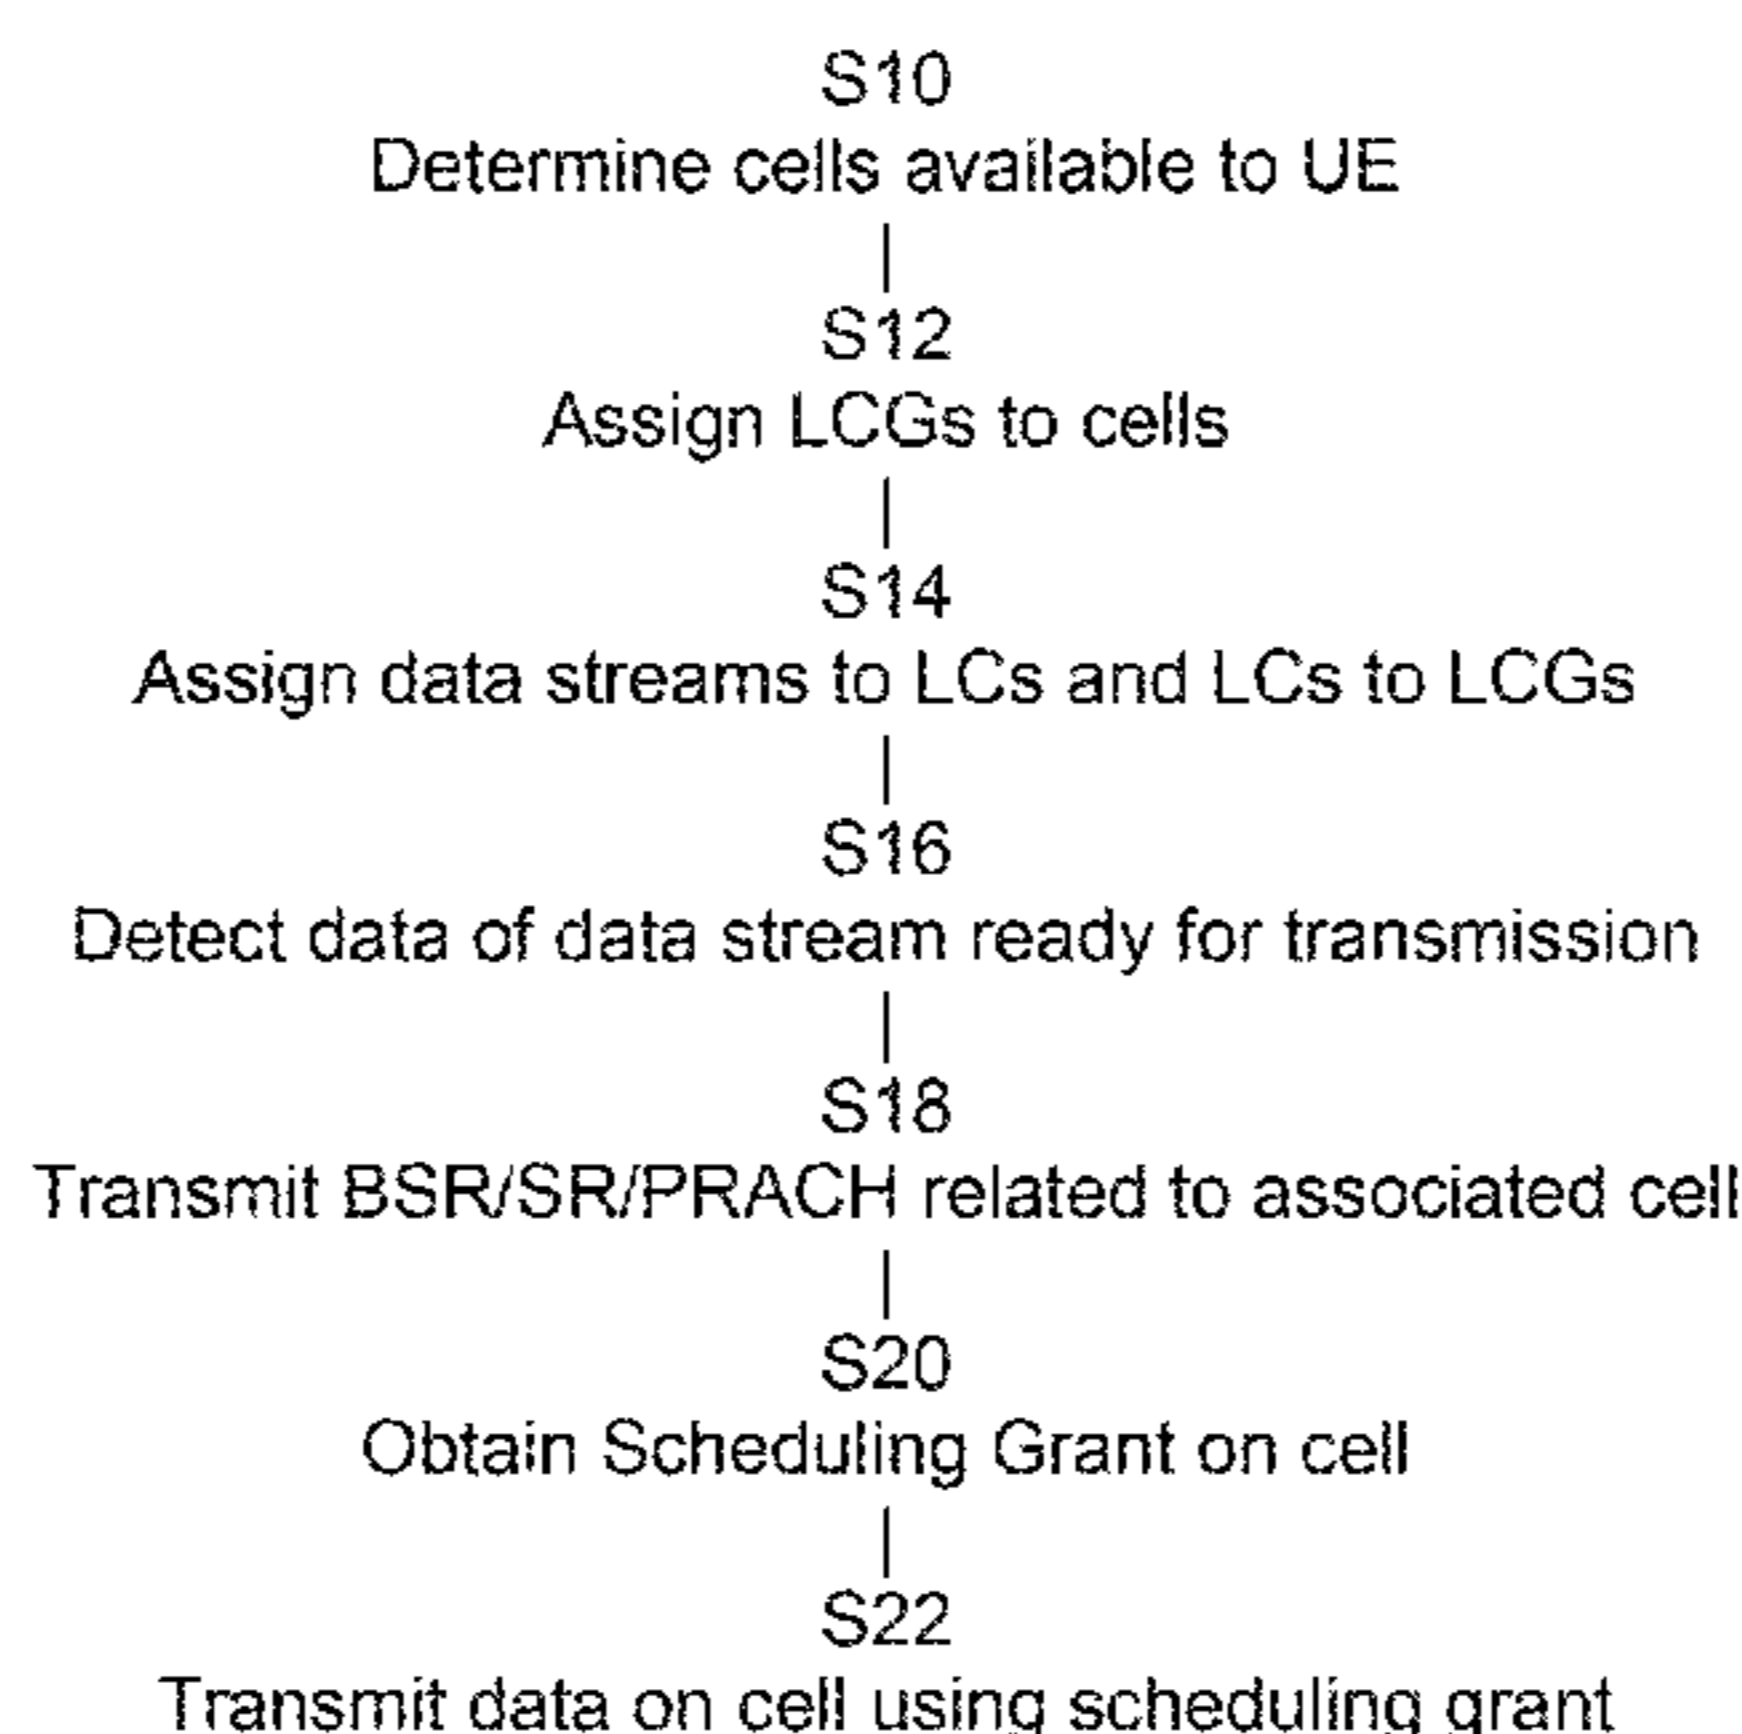 S10
Determine cells available to UE
S12
Assign LCGs to cells
S14
Assign data streams to LCs and LCs to LCGs
S16
Detect data of data stream ready for transmission
S18
Transmit BSR/SR/PRACH related to associated cell
S20
Obtain Scheduling Grant on cell
S22
Transmit data on cell using scheduling grant